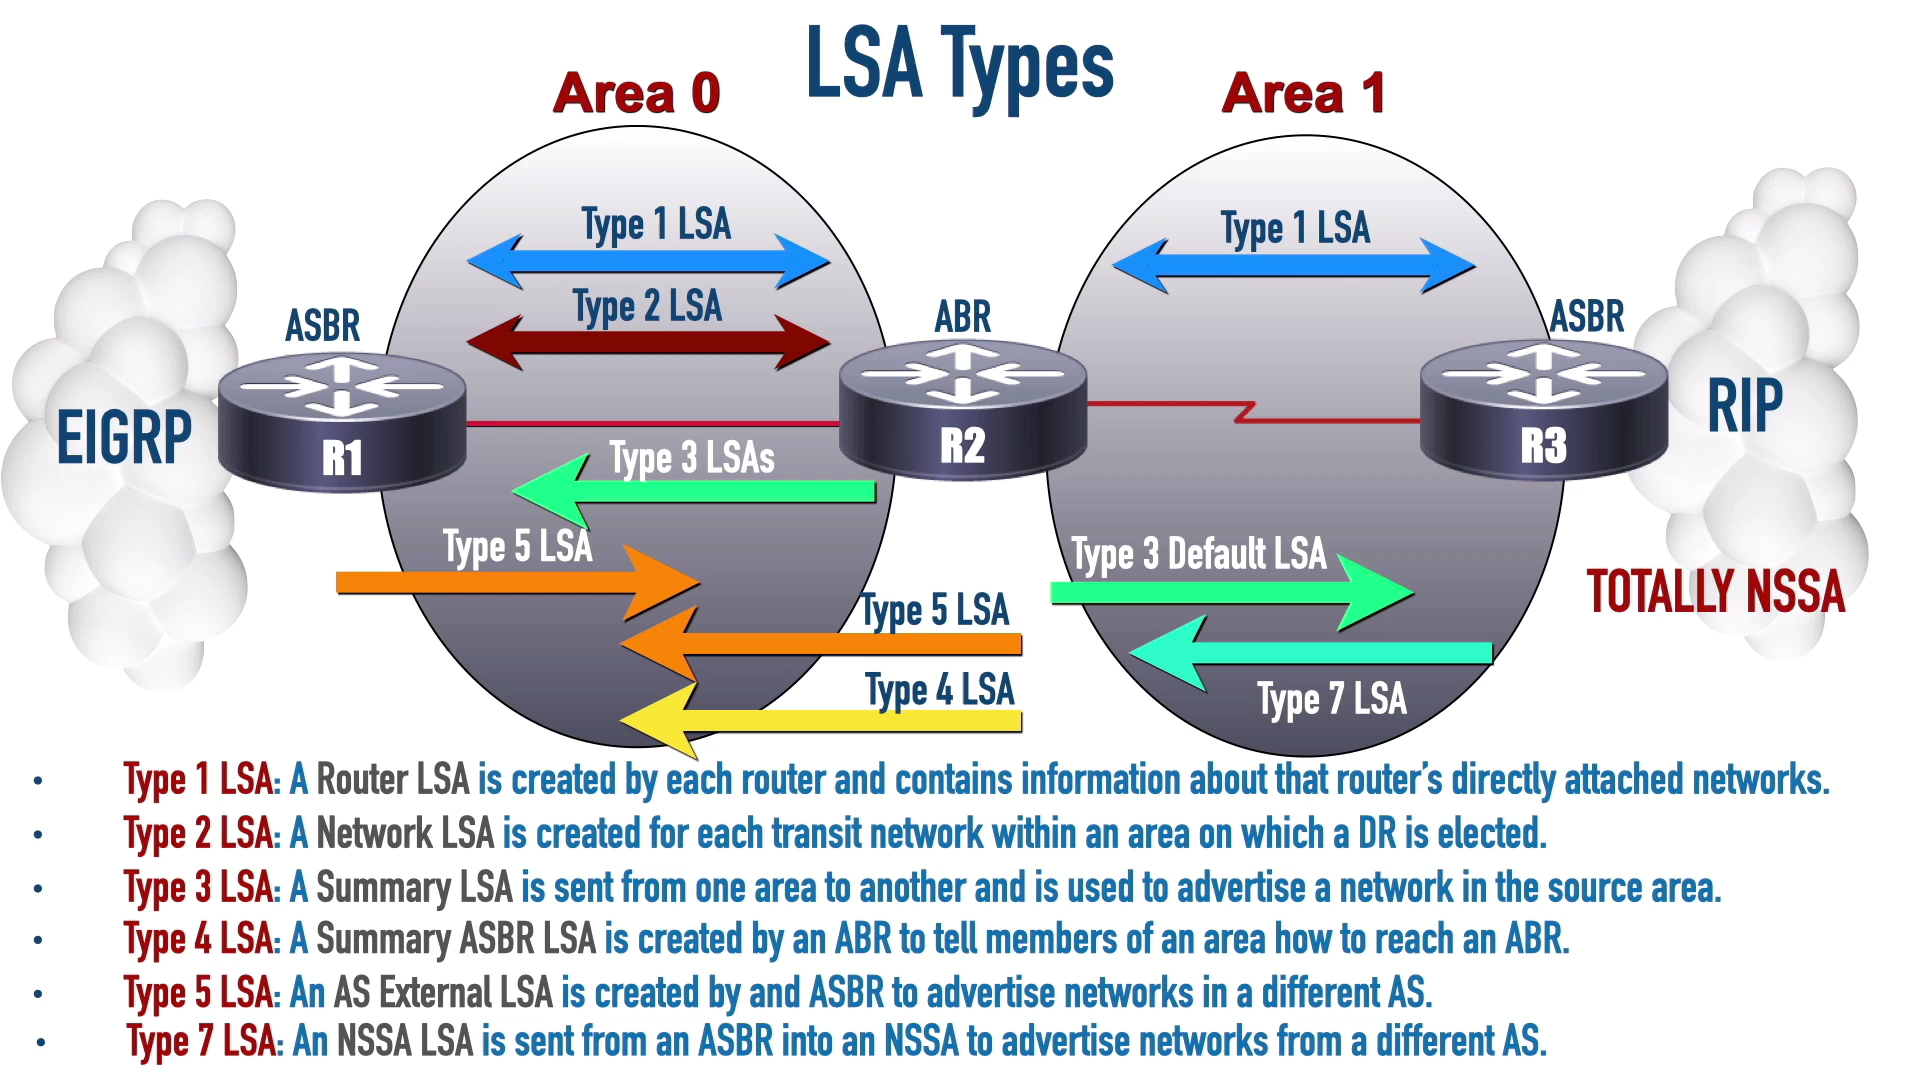 LSA Types
Area 0
Area 1
Type 1 LSA
Type 1 LSA
Type 2 LSA
ASBR
ABR
ASBR
EIGRP
R1
R2
R3
RIP
Type 3 LSAs
Type 5 LSA
Type 3 Default LSA
TOTALLY NSSA
Type 5 LSA
Type 4 LSA
Type 7 LSA
• Type 1 LSA: A Router LSA is created by each router and contains information about that router’s directly attached networks.
• Type 2 LSA: A Network LSA is created for each transit network within an area on which a DR is elected.
• Type 3 LSA: A Summary LSA is sent from one area to another and is used to advertise a network in the source area.
• Type 4 LSA: A Summary ASBR LSA is created by an ABR to tell members of an area how to reach an ABR.
• Type 5 LSA: An AS External LSA is created by and ASBR to advertise networks in a different AS.
• Type 7 LSA: An NSSA LSA is sent from an ASBR into an NSSA to advertise networks from a different AS.